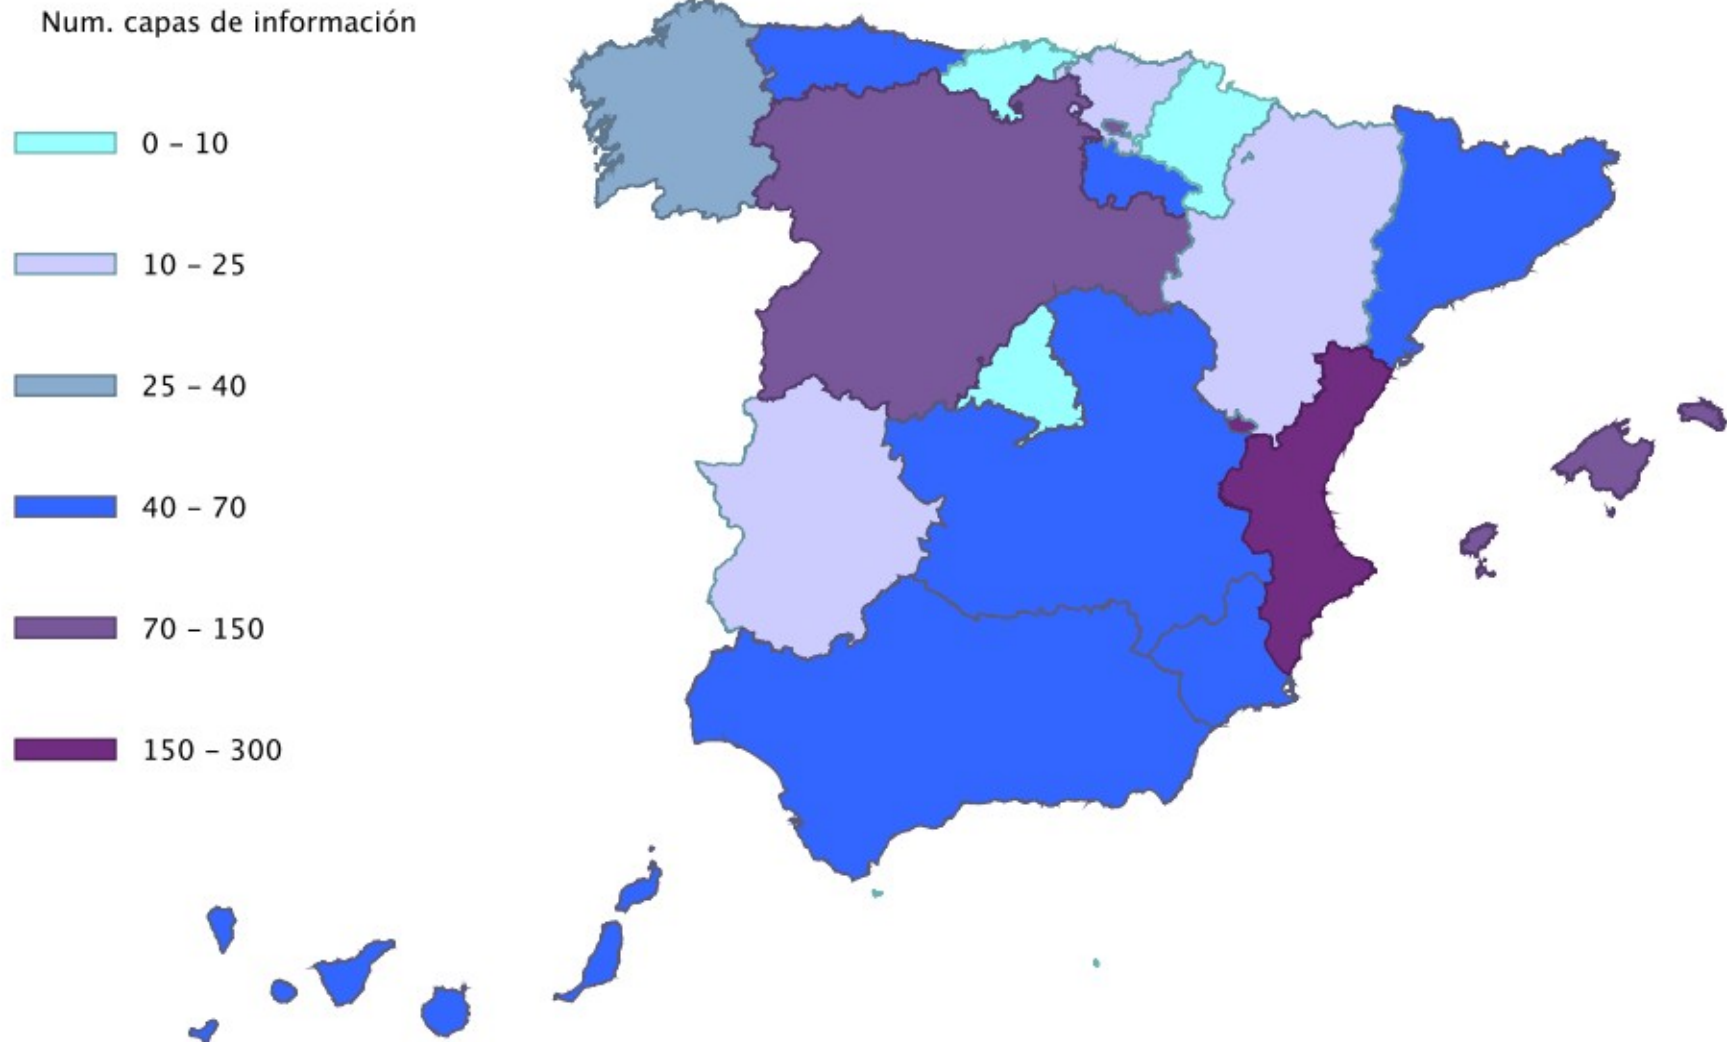 Num. capas de información
0 – 10
10 – 25
25 – 40
40 – 70
70 – 150
150 – 300